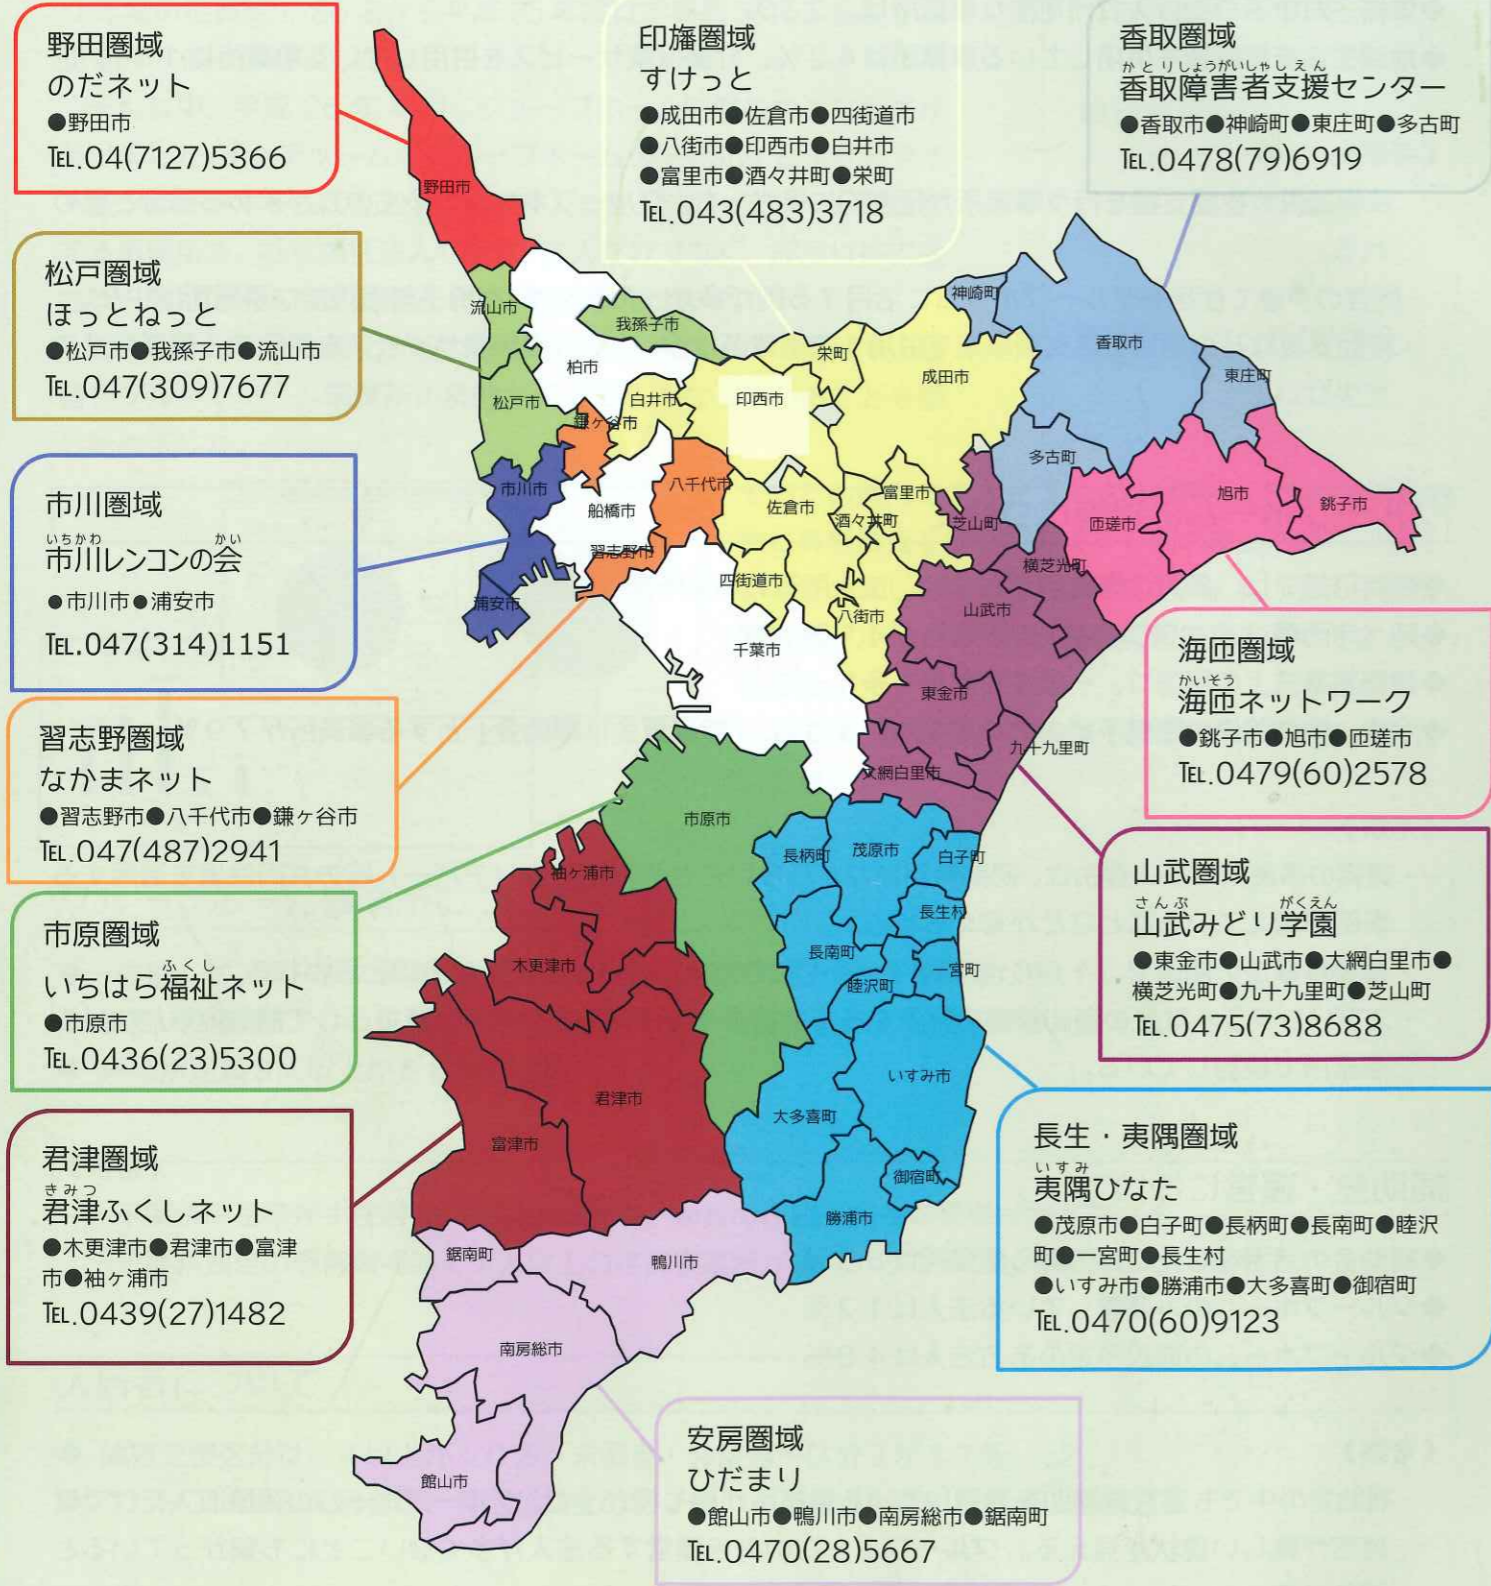 野田圏域
のだネット
●野田市
TEL.04(7127)5366
印旛圏域
すけっと
●成田市●佐倉市●四街道市
●八街市●印西市●白井市
●富里市●酒々井町●栄町
TEL.043(483)3718
香取圏域
かとりしょうがいしゃしえん
香取障害者支援センター
●香取市●神崎町●東庄町●多古町
TEL.0478(79)6919
松戸圏域
ほっとねっと
●松戸市●我孫子市●流山市
TEL.047(309)7677
市川圏域
いちかわ かい
市川レンコンの会
●市川市●浦安市
TEL.047(314)1151
習志野圏域
なかまネット
●習志野市●八千代市●鎌ヶ谷市
TEL.047(487)2941
市原圏域
ふくし
いちはら福祉ネット
●市原市
TEL.0436(23)5300
君津圏域
きみつ
君津ふくしネット
●木更津市●君津市●富津
市●袖ヶ浦市
TEL.0439(27)1482
海匝圏域
かいそう
海匝ネットワーク
●銚子市●旭市●匝瑳市
TEL.0479(60)2578
山武圏域
さんぶ がくえん
山武みどり学園
●東金市●山武市●大網白里市●
横芝光町●九十九里町●芝山町
TEL.0475(73)8688
長生・夷隅圏域
いすみ
夷隅ひなた
●茂原市●白子町●長柄町●長南町●睦沢
町●一宮町●長生村
●いすみ市●勝浦市●大多喜町●御宿町
TEL.0470(60)9123
安房圏域
ひだまり
●館山市●鴨川市●南房総市●鋸南町
TEL.0470(28)5667
野田市
流山市
我孫子市
柏市
松戸市
鎌ヶ谷市
白井市
印西市
栄町
成田市
神崎町
香取市
東庄町
多古町
市川市
船橋市
八千代市
佐倉市
酒々井町
富里市
芝山町
匝瑳市
旭市
銚子市
浦安市
習志野市
四街道市
八街市
横芝光町
山武市
千葉市
東金市
九十九里町
大網白里市
市原市
長柄町
茂原市
白子町
長生村
袖ヶ浦市
木更津市
長南町
睦沢町
一宮町
君津市
富津市
いすみ市
大多喜町
御宿町
勝浦市
鋸南町
鴨川市
南房総市
館山市